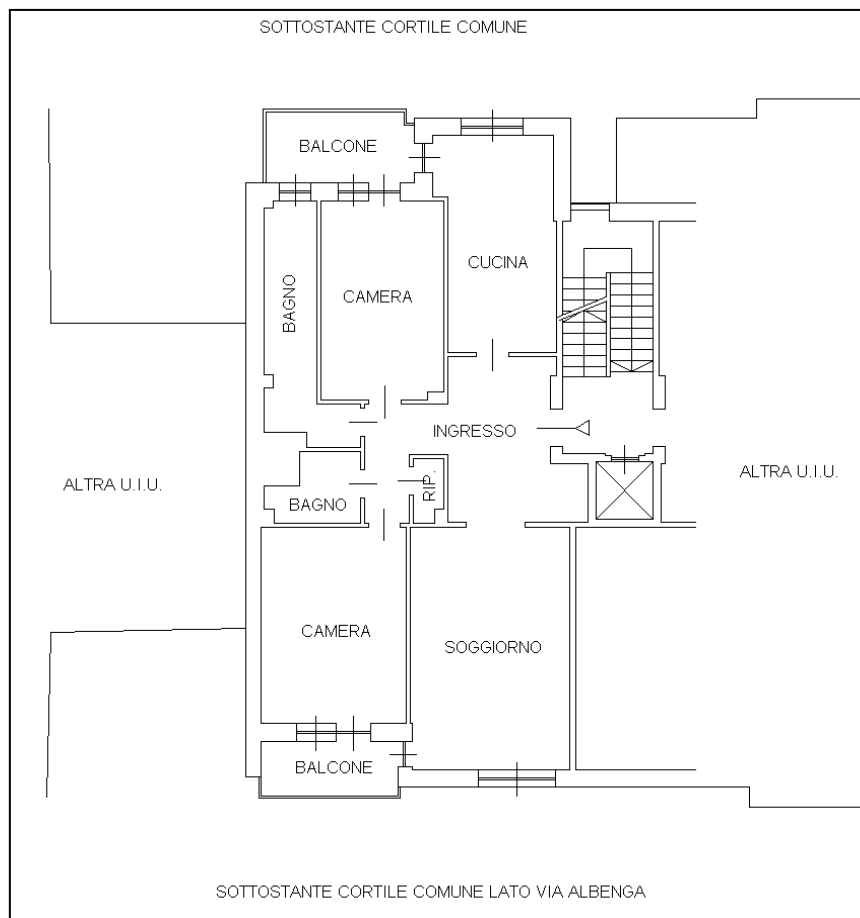 SOTTOSTANTE CORTILE COMUNE
BALCONE
CUCINA
BAGNO
CAMERA
INGRESSO
ALTRA U.I.U.
ALTRA U.I.U.
RIP.
BAGNO
CAMERA
SOGGIORNO
BALCONE
SOTTOSTANTE CORTILE COMUNE LATO VIA ALBENGA